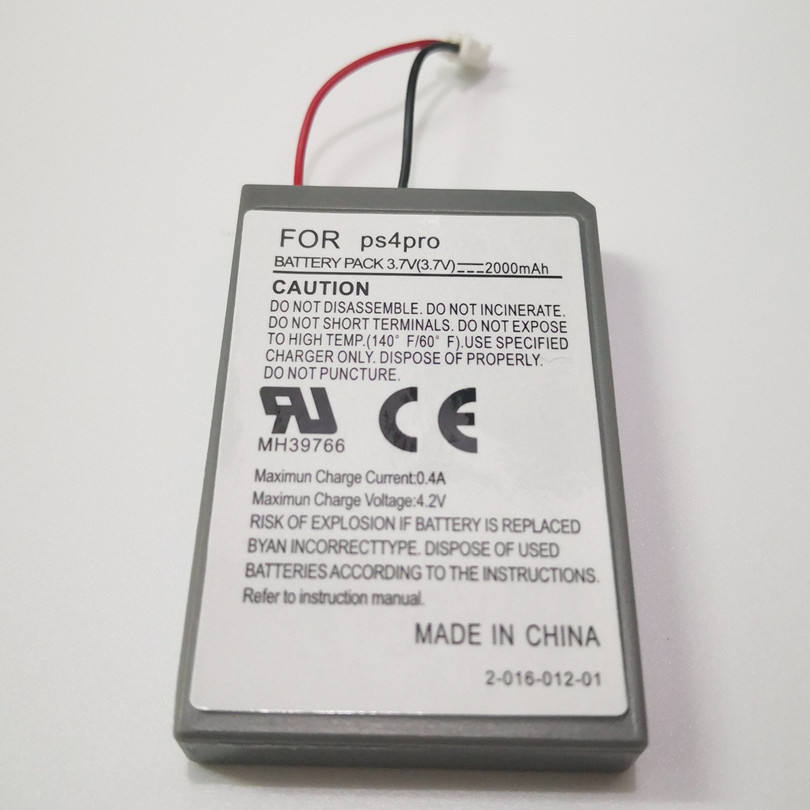 FOR ps4pro
BATTERY PACK 3.7V(3.7V)⎓2000mAh
CAUTION
DO NOT DISASSEMBLE. DO NOT INCINERATE.
DO NOT SHORT TERMINALS. DO NOT EXPOSE
TO HIGH TEMP.(140° F/60° F).USE SPECIFIED
CHARGER ONLY. DISPOSE OF PROPERLY.
DO NOT PUNCTURE.
RU CE
MH39766
Maximun Charge Current:0.4A
Maximun Charge Voltage:4.2V
RISK OF EXPLOSION IF BATTERY IS REPLACED
BYAN INCORRECTTYPE. DISPOSE OF USED
BATTERIES ACCORDING TO THE INSTRUCTIONS.
Refer to instruction manual.
MADE IN CHINA
2-016-012-01